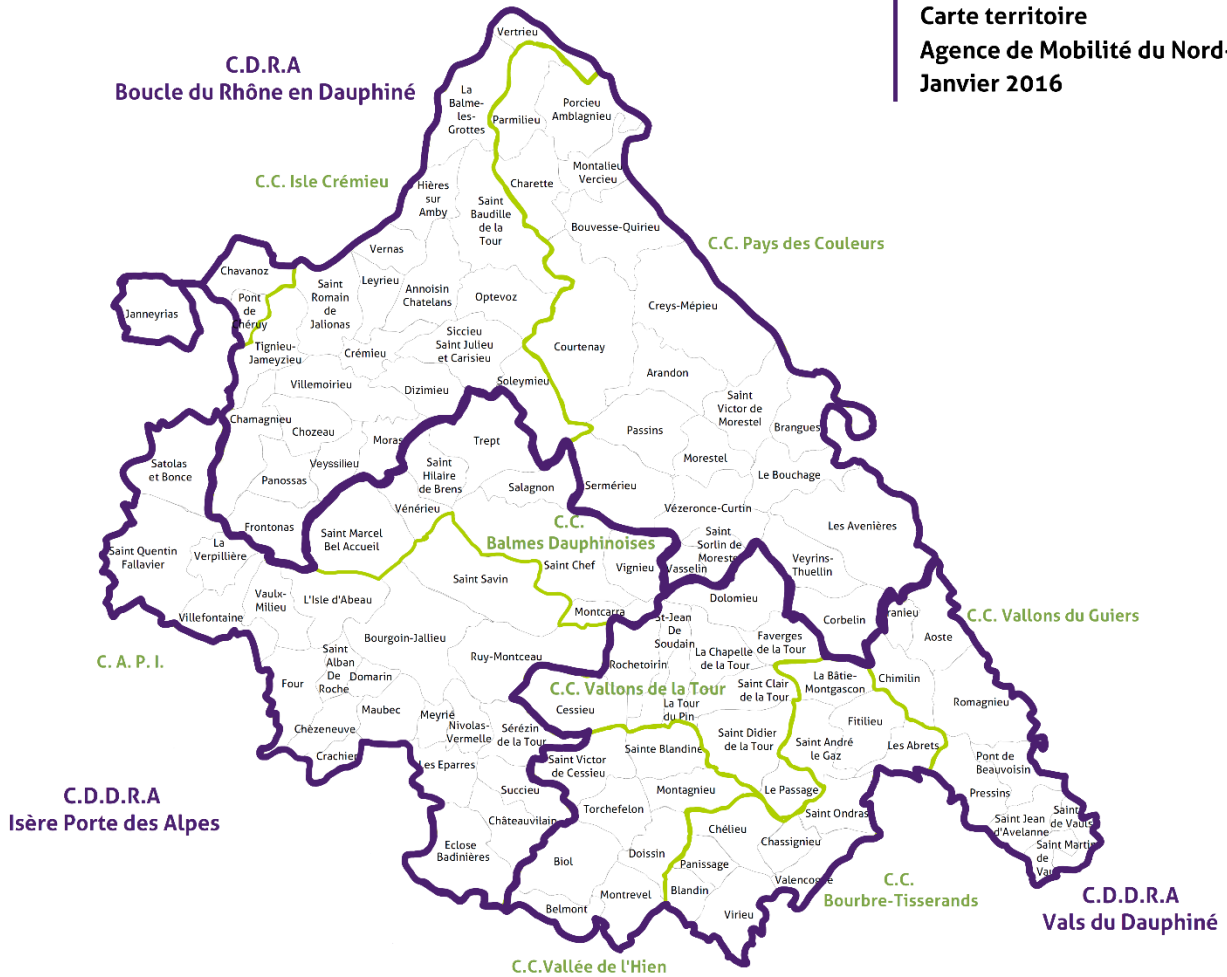 Carte territoire
Agence de Mobilité du Nord-
Janvier 2016
C.D.R.A
Boucle du Rhône en Dauphiné
Vertrieu
La
Balme-
les-
Grottes
Parmilieu
Porcieu
Amblagnieu
C.C. Isle Crémieu
Hières
sur
Amby
Charette
Montalieu
Vercieu
Saint
Baudille
de la
Tour
Bouvesse-Quirieu
C.C. Pays des Couleurs
Vernas
Chavanoz
Leyrieu
Annoisin
Chatelans
Optevoz
Saint
Romain
de
Jalionas
Creys-Mépieu
Janneyrias
Pont
de
Chéruy
Tignieu-
Jameyzieu
Crémieu
Siccieu
Saint Julieu
et Carisieu
Courtenay
Arandon
Villemoirieu
Dizimieu
Soleymieu
Saint
Victor de
Morestel
Brangues
Chamagnieu
Chozeau
Moras
Trept
Passins
Morestel
Le Bouchage
Satolas
et Bonce
Veyssilieu
Panossas
Saint
Hilaire
de Brens
Salagnon
Sermérieu
Vénérieu
Vézeronce-Curtin
Les Avenières
Frontonas
Saint Marcel
Bel Accueil
C.C.
Balmes Dauphinoises
Saint
Sorlin de
Morestel
Saint Quentin
Fallavier
La
Verpillière
Saint Savin
Saint Chef
Vignieu
Vasselin
Veyrins-
Thuellin
Villefontaine
Vaulx-
Milieu
L'Isle d'Abeau
Montcarra
Dolomieu
Corbelin
C.C. Vallons du Guiers
Aoste
C. A. P. I.
Bourgoin-Jallieu
Ruy-Montceau
St-Jean
De
Soudain
Rochetoirin
La Chapelle
de la Tour
Faverges
de la Tour
Saint
Alban
De
Roche
Domarin
Four
C.C. Vallons de la Tour
Cessieu
La Tour
du Pin
Saint Clair
de la Tour
La Bâtie-
Montgascon
Chimilin
Romagnieu
Maubec
Meyrié
Nivolas-
Vermelle
Sérézin
de la Tour
Chèzeneuve
Crachier
Les Eparres
Saint Didier
de la Tour
Fitilieu
Saint André
le Gaz
Les Abrets
Sainte Blandine
Saint Victor
de Cessieu
Pont de
Beauvoisin
Pressins
Succieu
Montagnieu
Le Passage
Torchefelon
Châteauvilain
Saint Ondras
Saint Jean
d'Avelanne
Saint Martin
de
C.D.D.R.A
Isère Porte des Alpes
Eclose
Badinières
Chélieu
Chassignieu
Biol
Doissin
Panissage
Valencogne
Montrevel
Blandin
Belmont
Virieu
C.C.
Bourbre-Tisserands
C.D.D.R.A
Vals du Dauphiné
C.C.Vallée de l'Hien